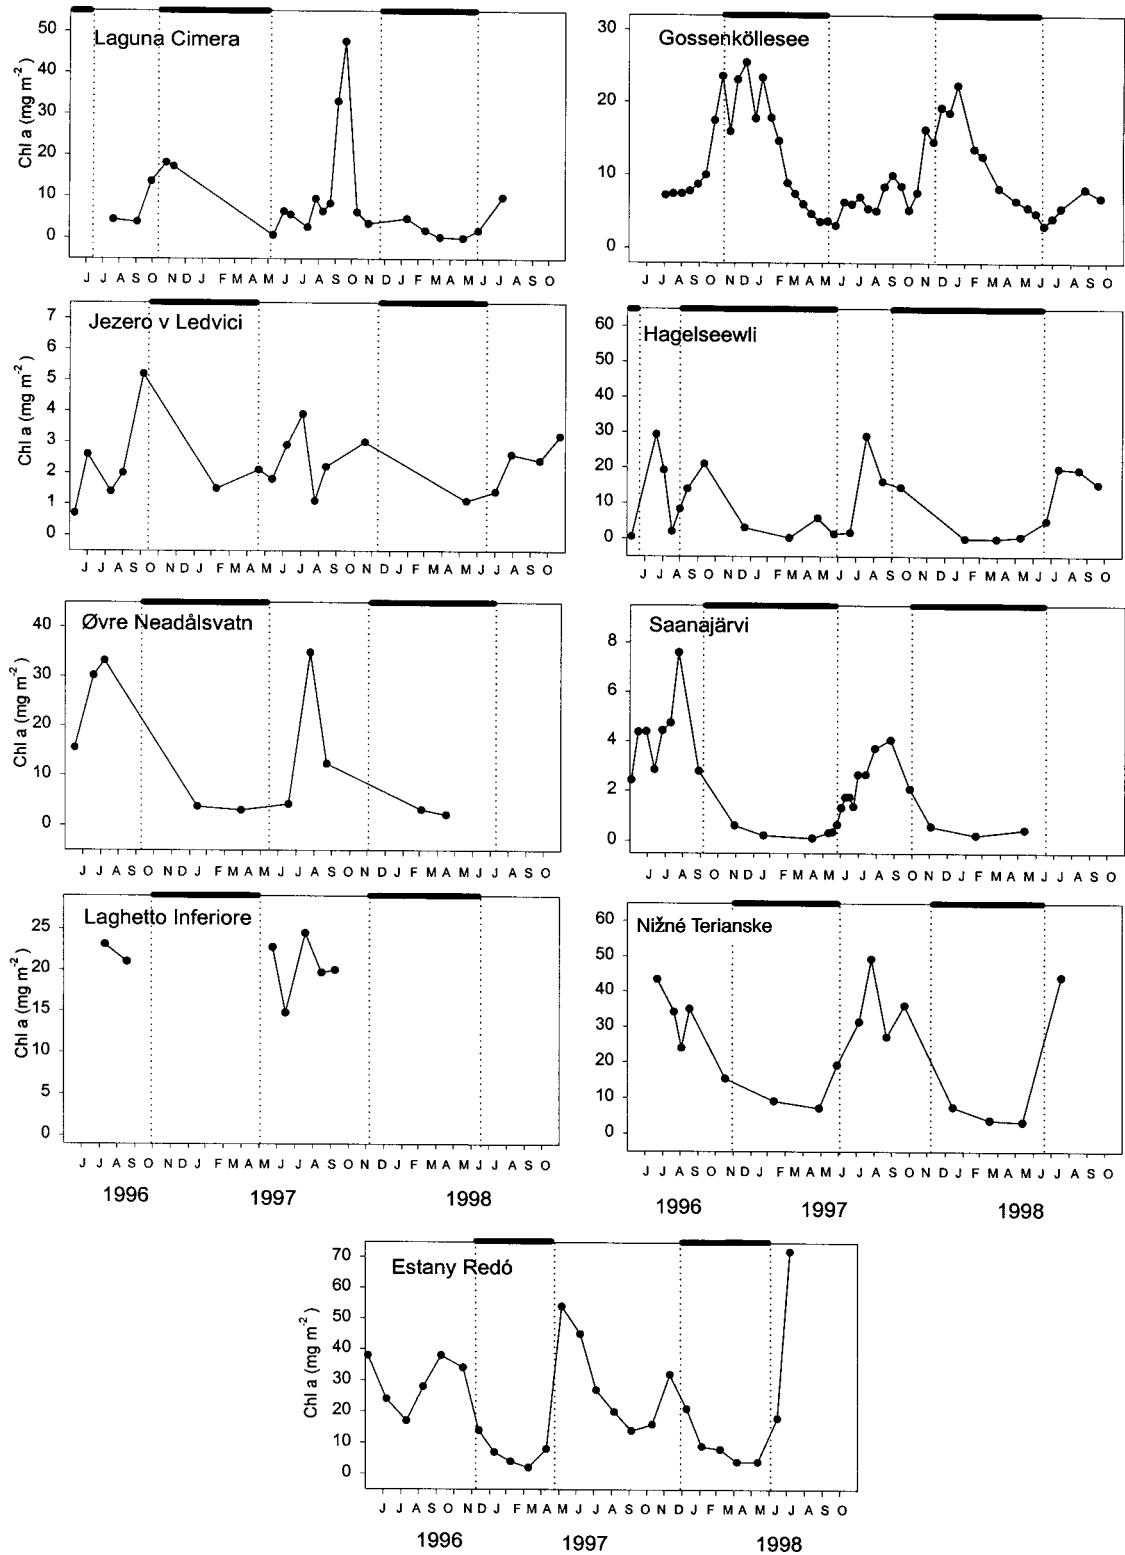 Laguna Cimera
Chl a (mg m-2)
50
40
30
20
10
0
J A S O N D J F M A M J J A S O N D J F M A M J J A S O
Gossenköllesee
30
20
10
0
J J A S O N D J F M A M J J A S O N D J F M A M J J A S O
Jezero v Ledvici
Chl a (mg m-2)
7
6
5
4
3
2
1
0
J J A S O N D J F M A M J J A S O N D J F M A M J J A S O
Hagelseewli
60
50
40
30
20
10
0
J J A S O N D J F M A M J J A S O N D J F M A M J J A S O
Øvre Neadålsvatn
Chl a (mg m-2)
40
30
20
10
0
J J A S O N D J F M A M J J A S O N D J F M A M J J A S O
Saanajärvi
8
6
4
2
0
J J A S O N D J F M A M J J A S O N D J F M A M J J A S O
Laghetto Inferiore
Chl a (mg m-2)
25
20
15
10
5
0
J J A S O N D J F M A M J J A S O N D J F M A M J J A S O
1996 1997 1998
Nižné Terianske
60
50
40
30
20
10
0
J J A S O N D J F M A M J J A S O N D J F M A M J J A S O
1996 1997 1998
Estany Redó
Chl a (mg m-2)
70
60
50
40
30
20
10
0
J J A S O N D J F M A M J J A S O N D J F M A M J J A S O
1996 1997 1998